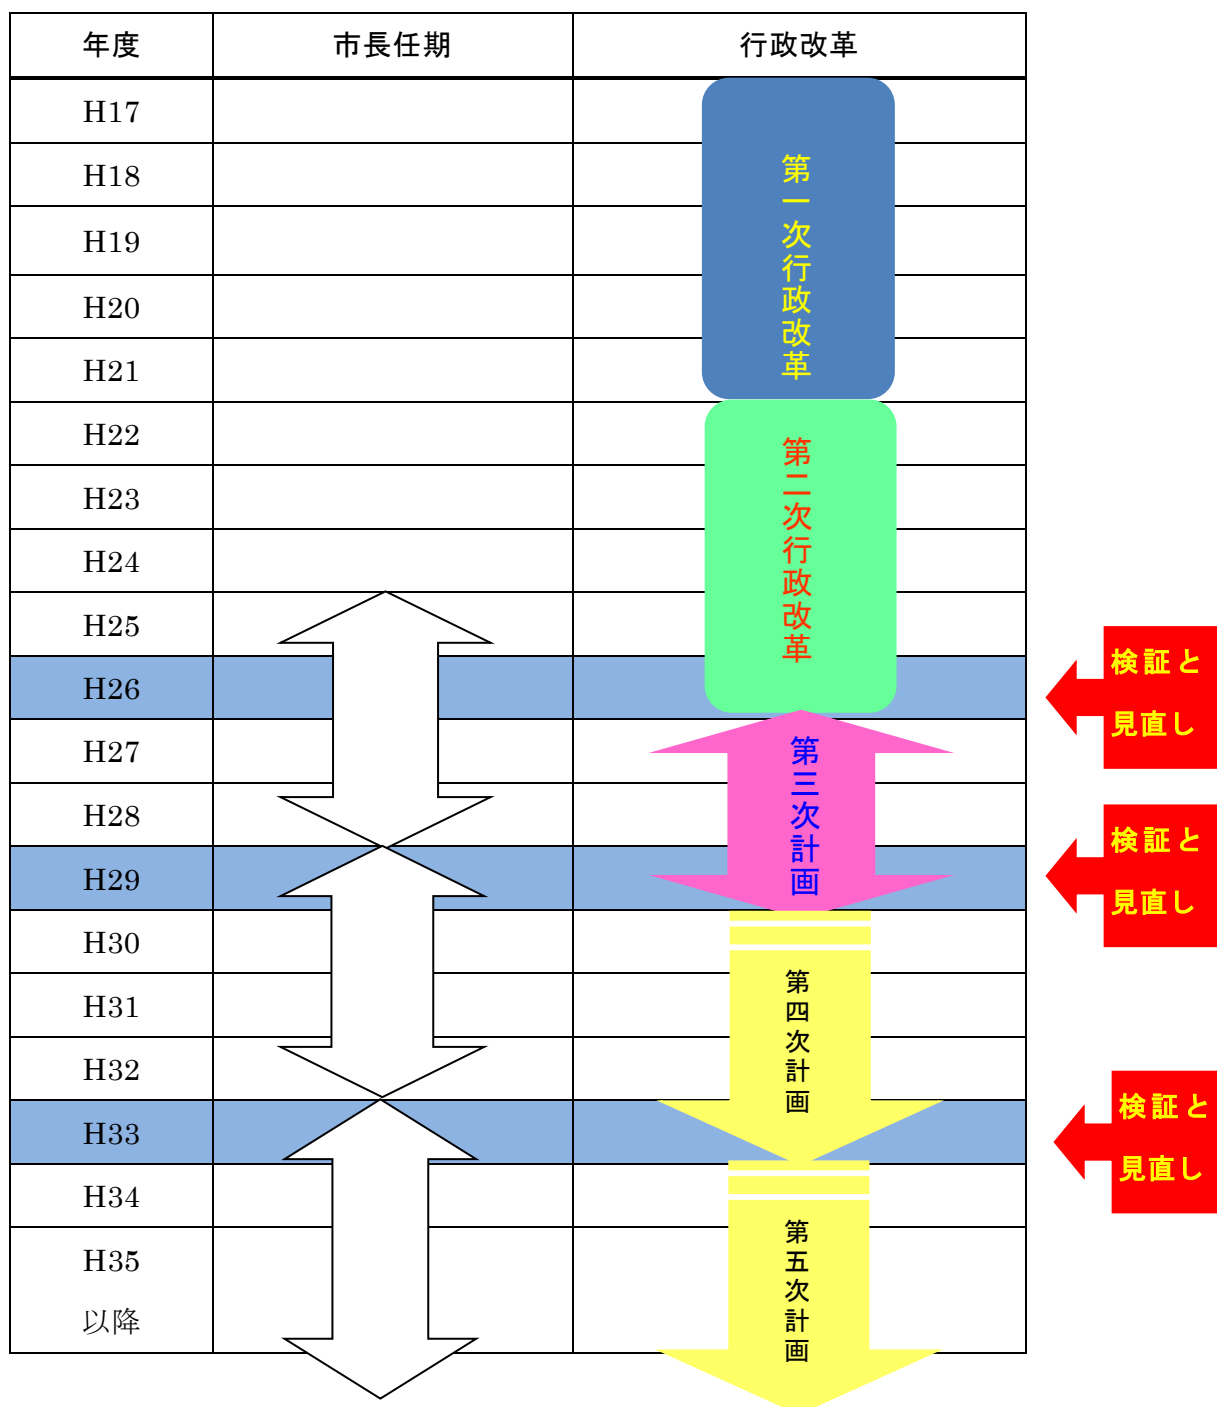 年度 市長任期 行政改革
H17
H18
H19
H20
H21
第一次行政改革
H22
H23
H24
H25
H26
第二次行政改革
検証と
見直し
H27
H28
H29
第三次計画
検証と
見直し
H30
H31
H32
H33
第四次計画
検証と
見直し
H34
H35
以降
第五次計画